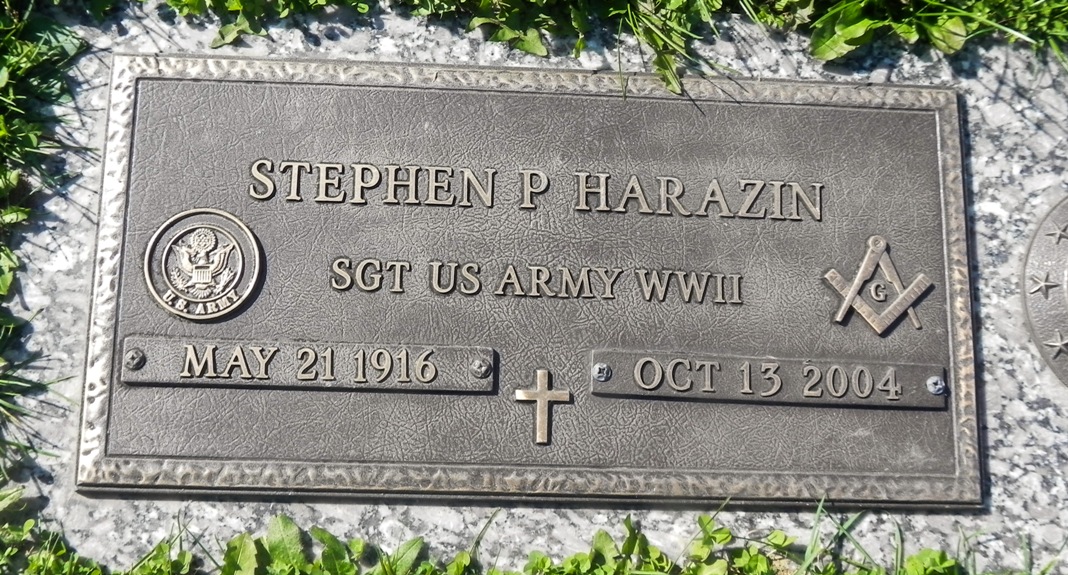 STEPHEN P HARAZIN
SGT US ARMY WWII
U.S. ARMY
G
MAY 21 1916
OCT 13 2004